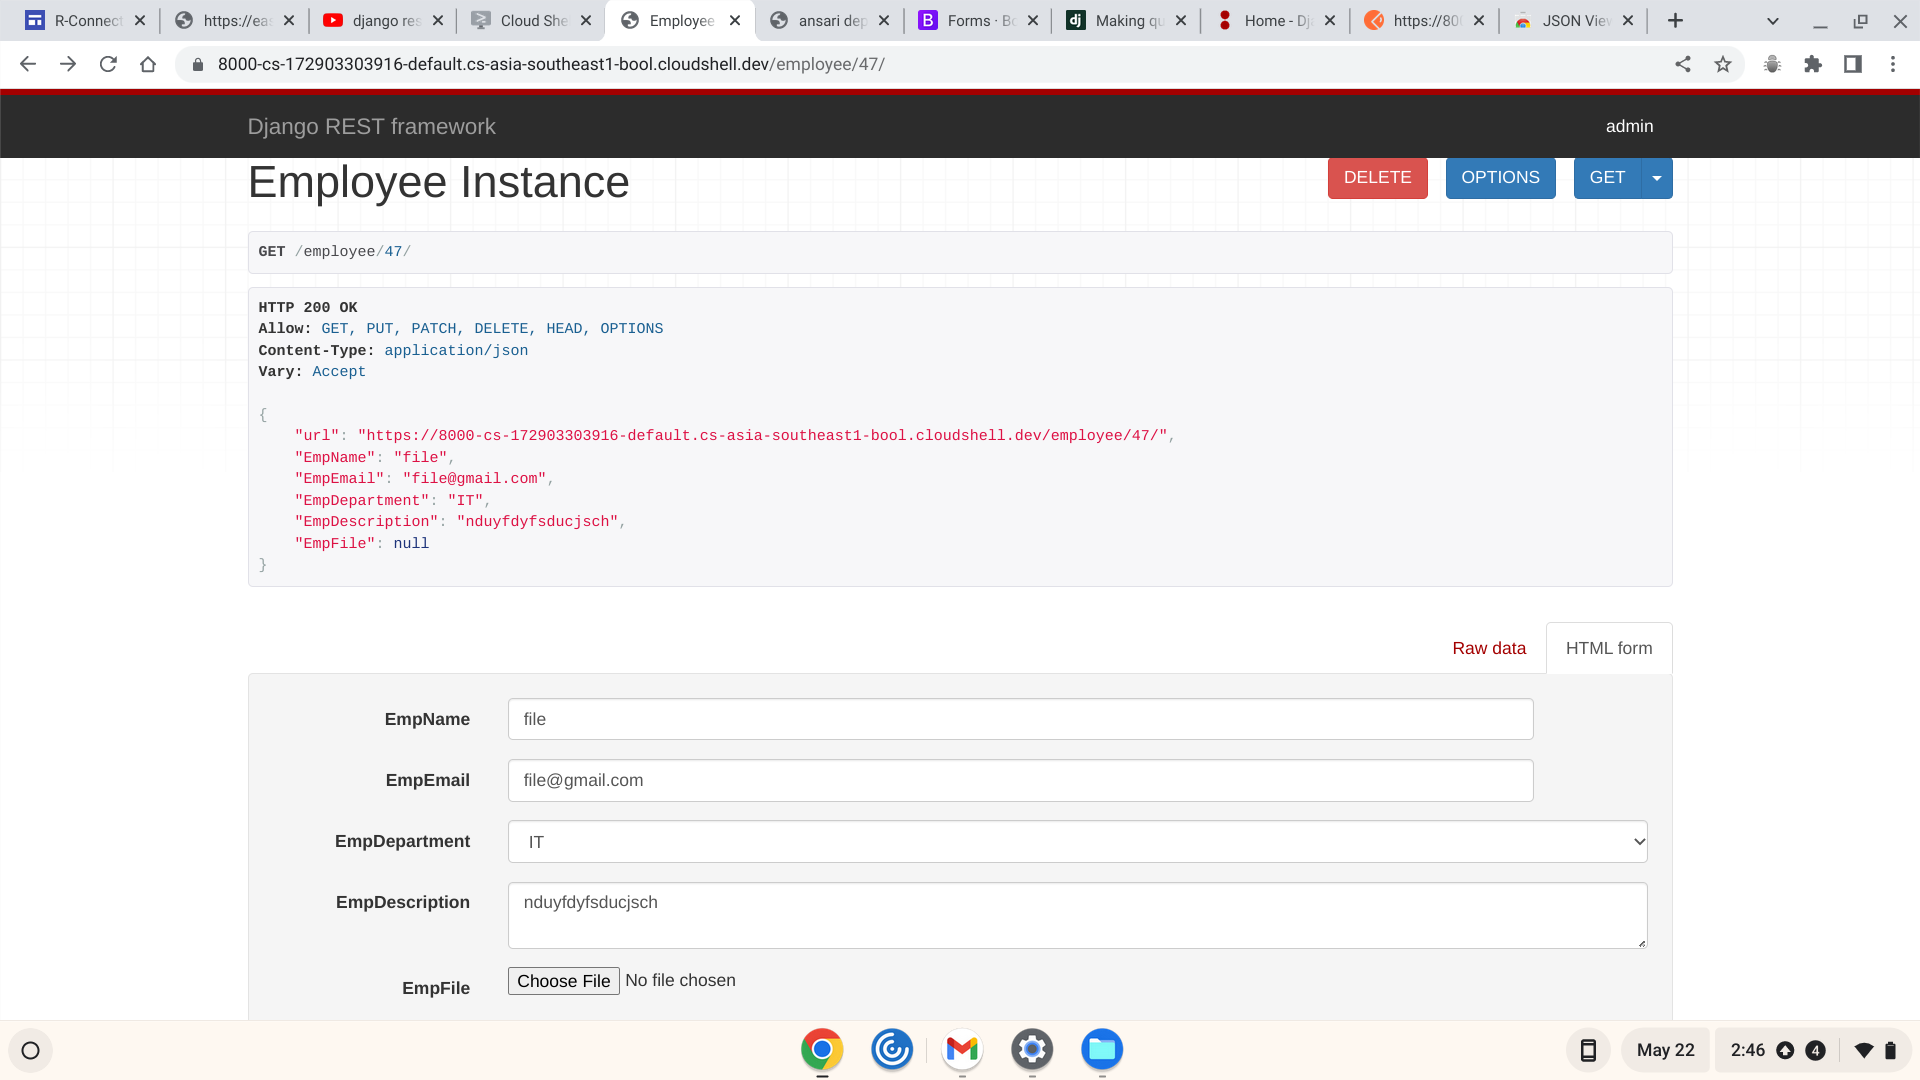 R-Connect
https://eas
django res
Cloud She
Employee
ansari dep
B Forms · Bo
dj Making qu
Home - Dj
https://80
JSON View
8000-cs-172903303916-default.cs-asia-southeast1-bool.cloudshell.dev/employee/47/
Django REST framework
admin
Employee Instance
DELETE
OPTIONS
GET
GET /employee/47/
HTTP 200 OK
Allow: GET, PUT, PATCH, DELETE, HEAD, OPTIONS
Content-Type: application/json
Vary: Accept
{
"url": "https://8000-cs-172903303916-default.cs-asia-southeast1-bool.cloudshell.dev/employee/47/",
"EmpName": "file",
"EmpEmail": "file@gmail.com",
"EmpDepartment": "IT",
"EmpDescription": "nduyfdyfsducjsch",
"EmpFile": null
}
Raw data
HTML form
EmpName
file
EmpEmail
file@gmail.com
EmpDepartment
IT
EmpDescription
nduyfdyfsducjsch
EmpFile
Choose File No file chosen
May 22
2:46
4